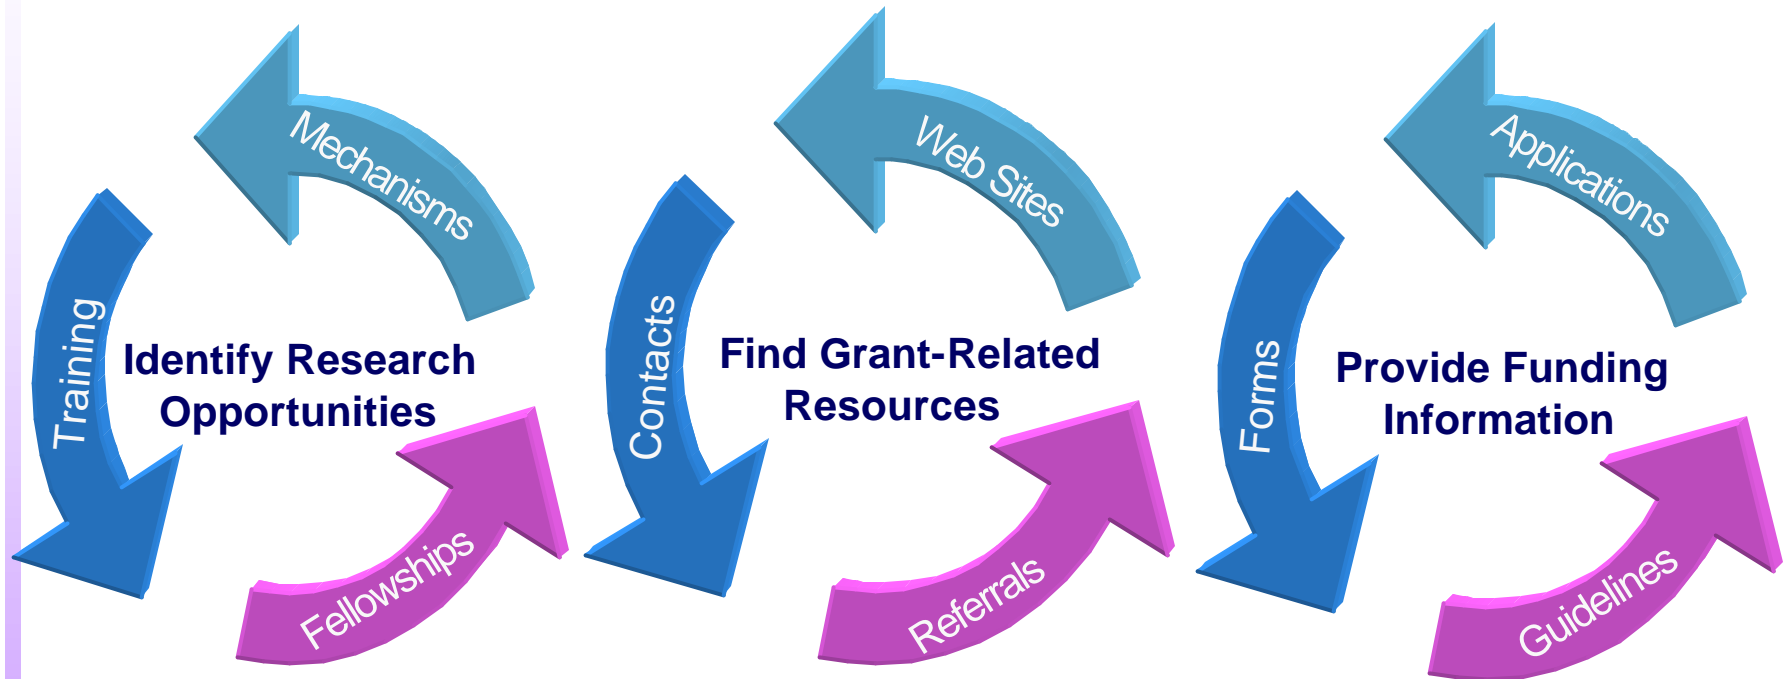 Mechanisms
Training
Identify Research
Opportunities
Fellowships
Web Sites
Contacts
Find Grant-Related
Resources
Referrals
Applications
Forms
Provide Funding
Information
Guidelines